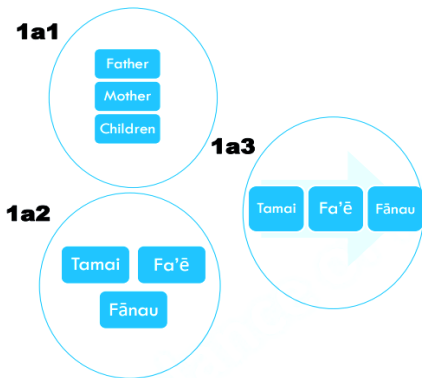 1a1
Father
Mother
Children
1a2
Tamai Fa'ē
Fānau
1a3
Tamai Fa'ē Fānau